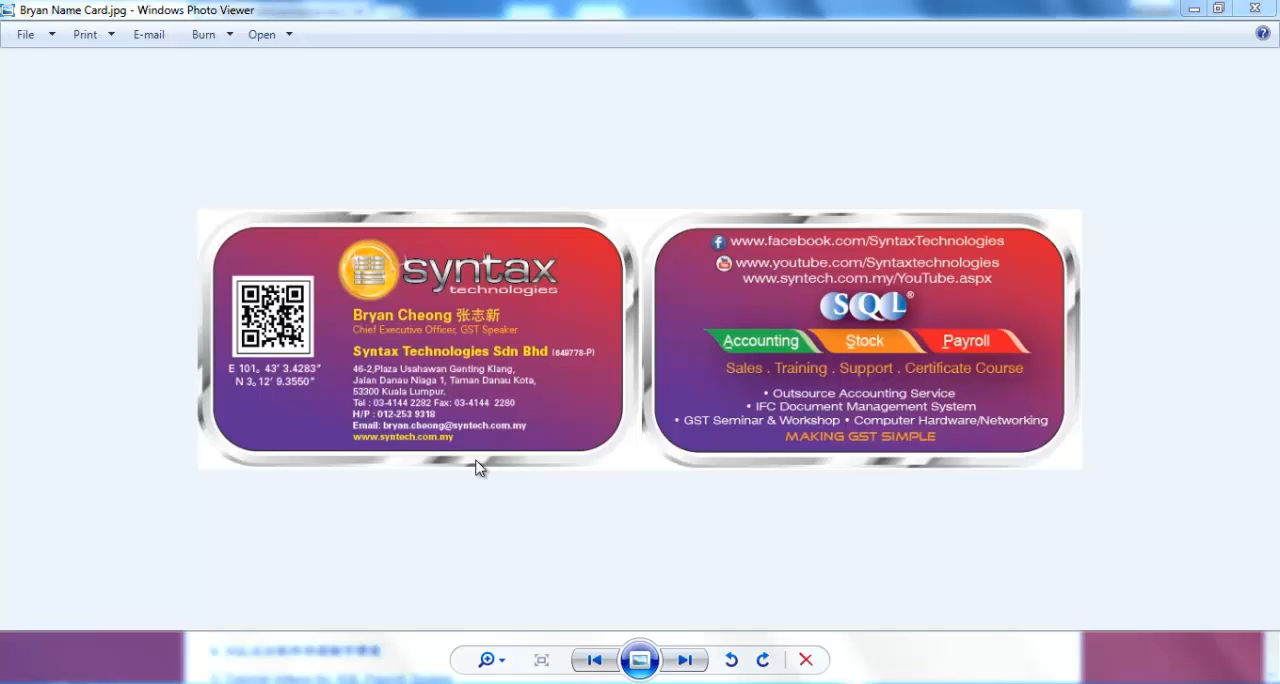 Bryan Name Card.jpg - Windows Photo Viewer
File Print E-mail Burn Open
syntax
technologies
Bryan Cheong 张志新
Chief Executive Officer, GST Speaker
Syntax Technologies Sdn Bhd (649778-P)
46-2,Plaza Usahawan Genting Klang,
Jalan Danau Niaga 1, Taman Danau Kota,
53300 Kuala Lumpur.
Tel : 03-4144 2282 Fax: 03-4144 2280
H/P : 012-253 9318
Email: bryan.cheong@syntech.com.my
www.syntech.com.my
E 101。 43’ 3.4283”
N 3。 12’ 9.3550”
www.facebook.com/SyntaxTechnologies
www.youtube.com/Syntaxtechnologies
www.syntech.com.my/YouTube.aspx
SQL®
Accounting Stock Payroll
Sales . Training . Support . Certificate Course
• Outsource Accounting Service
• IFC Document Management System
• GST Seminar & Workshop • Computer Hardware/Networking
MAKING GST SIMPLE